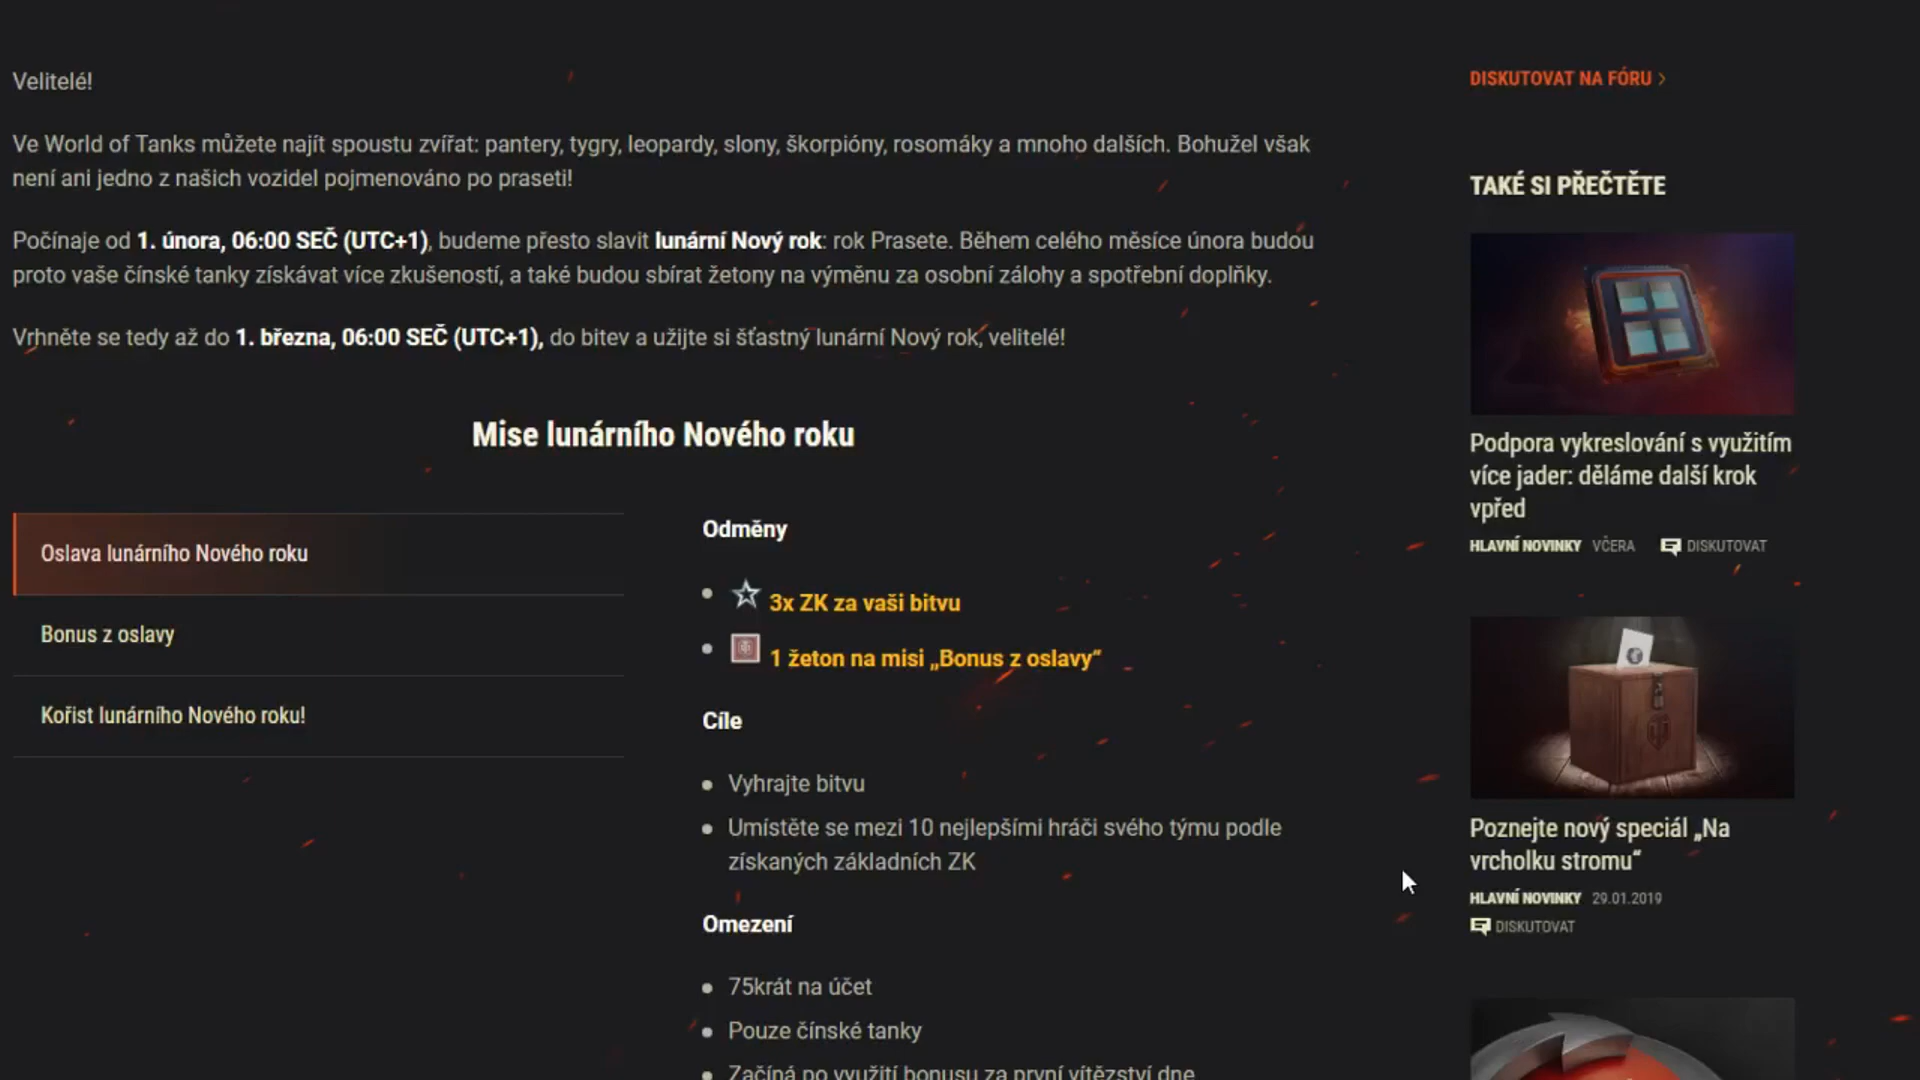 Velitelé!
Ve World of Tanks můžete najít spoustu zvířat: pantery, tygry, leopardy, slony, škorpióny, rosomáky a mnoho dalších. Bohužel však
není ani jedno z našich vozidel pojmenováno po praseti!
Počínaje od 1. února, 06:00 SEČ (UTC+1), budeme přesto slavit lunární Nový rok: rok Prasete. Během celého měsíce února budou
proto vaše čínské tanky získávat více zkušeností, a také budou sbírat žetony na výměnu za osobní zálohy a spotřební doplňky.
Vrhněte se tedy až do 1. března, 06:00 SEČ (UTC+1), do bitev a užijte si šťastný lunární Nový rok, velitelé!
Mise lunárního Nového roku
Oslava lunárního Nového roku
Bonus z oslavy
Kořist lunárního Nového roku!
Odměny
3x ZK za vaši bitvu
1 žeton na misi „Bonus z oslavy“
Cíle
Vyhrajte bitvu
Umístěte se mezi 10 nejlepšími hráči svého týmu podle
získaných základních ZK
Omezení
75krát na účet
Pouze čínské tanky
Začíná po využití bonusu za první vítězství dne
DISKUTOVAT NA FÓRU
TAKÉ SI PŘEČTĚTE
Podpora vykreslování s využitím
více jader: děláme další krok
vpřed
HLAVNÍ NOVINKY VČERA DISKUTOVAT
Poznejte nový speciál „Na
vrcholku stromu“
HLAVNÍ NOVINKY 29.01.2019
DISKUTOVAT